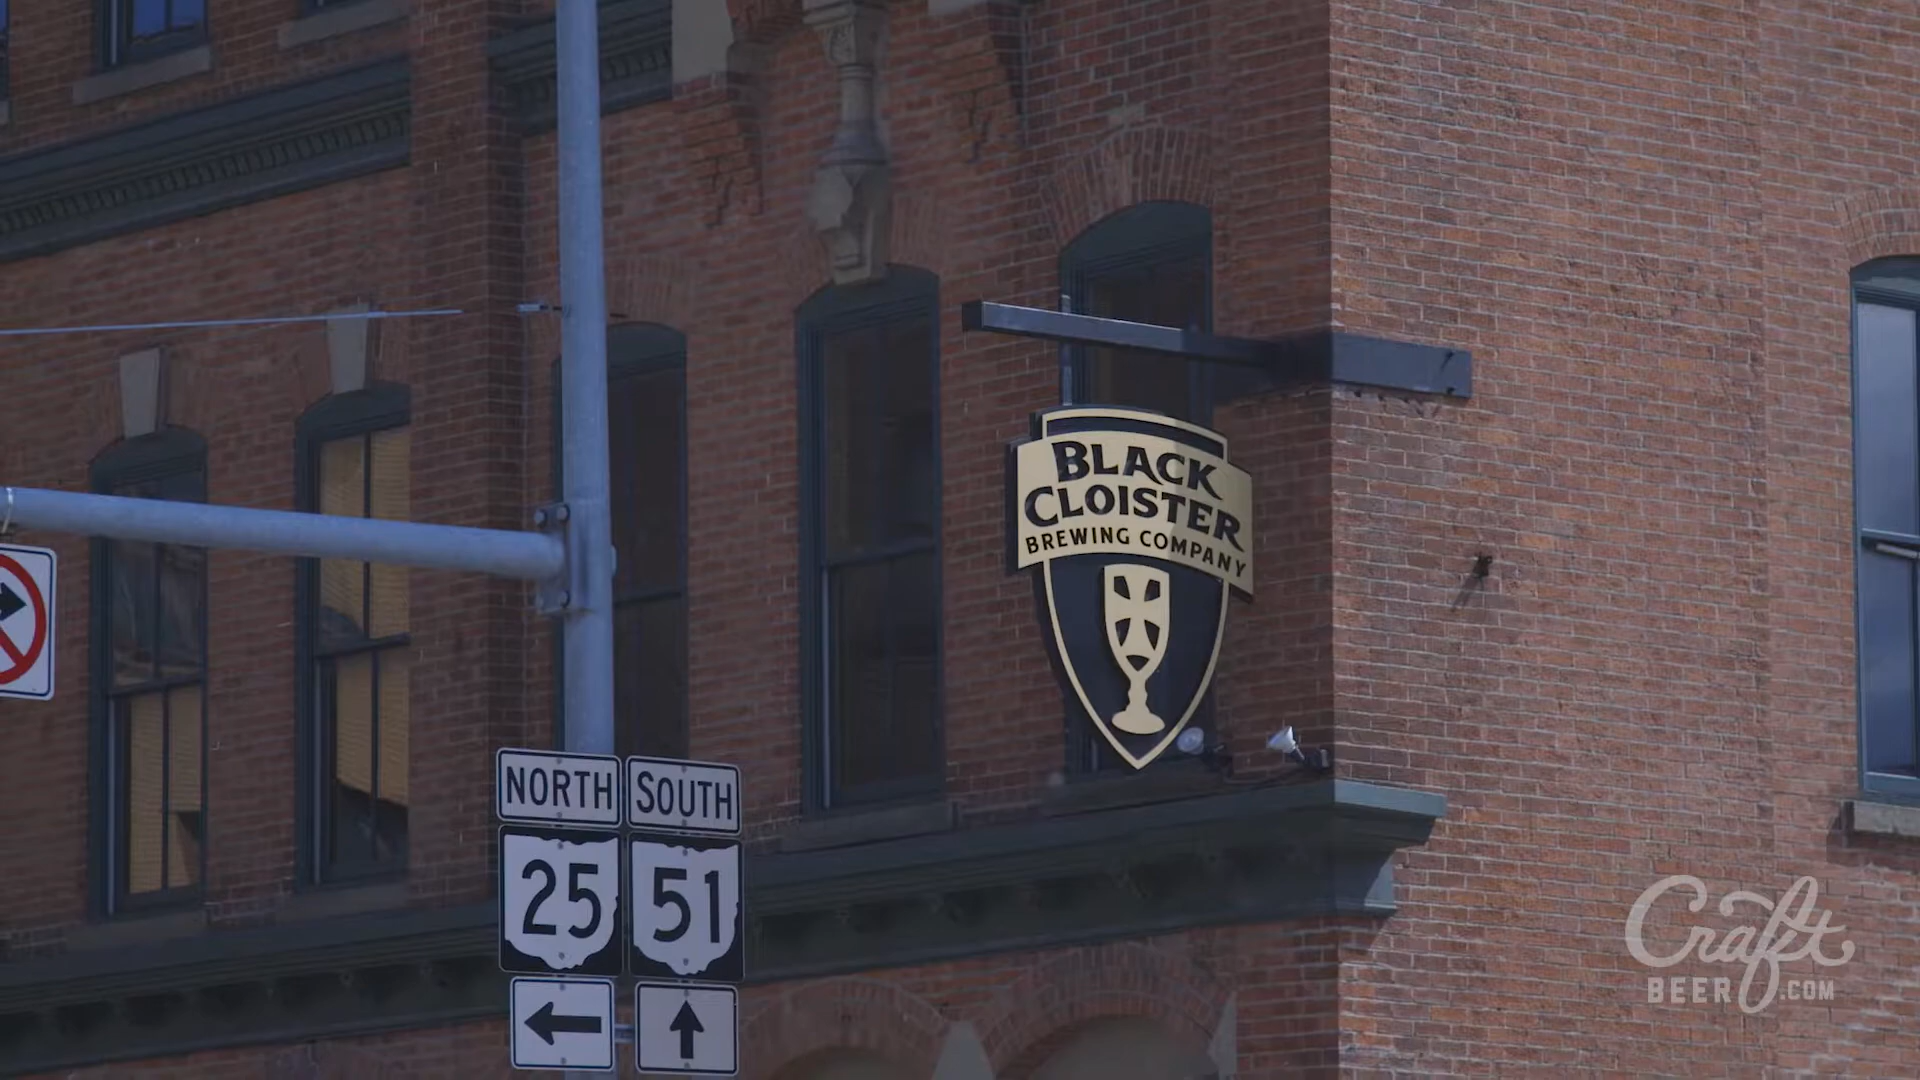 BLACK
CLOISTER
BREWING COMPANY
NORTH
SOUTH
25
51
Craft
BEER.COM